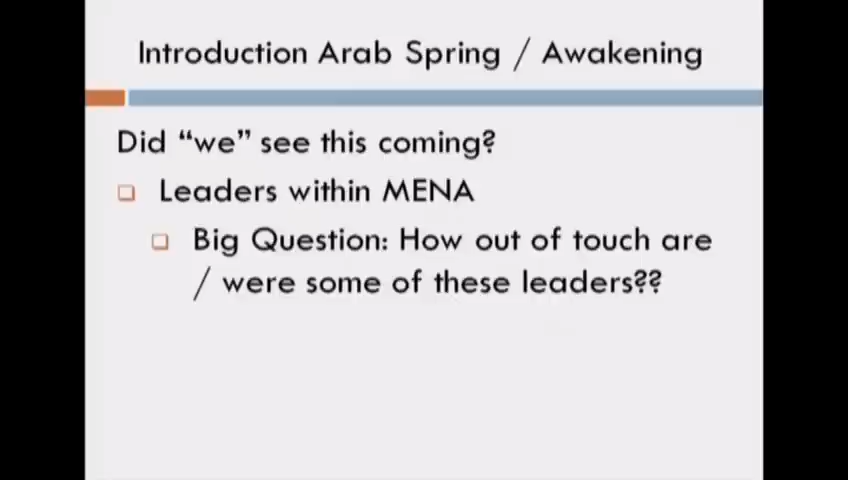 Introduction Arab Spring / Awakening
Did “we” see this coming?
Leaders within MENA
Big Question: How out of touch are
/ were some of these leaders??